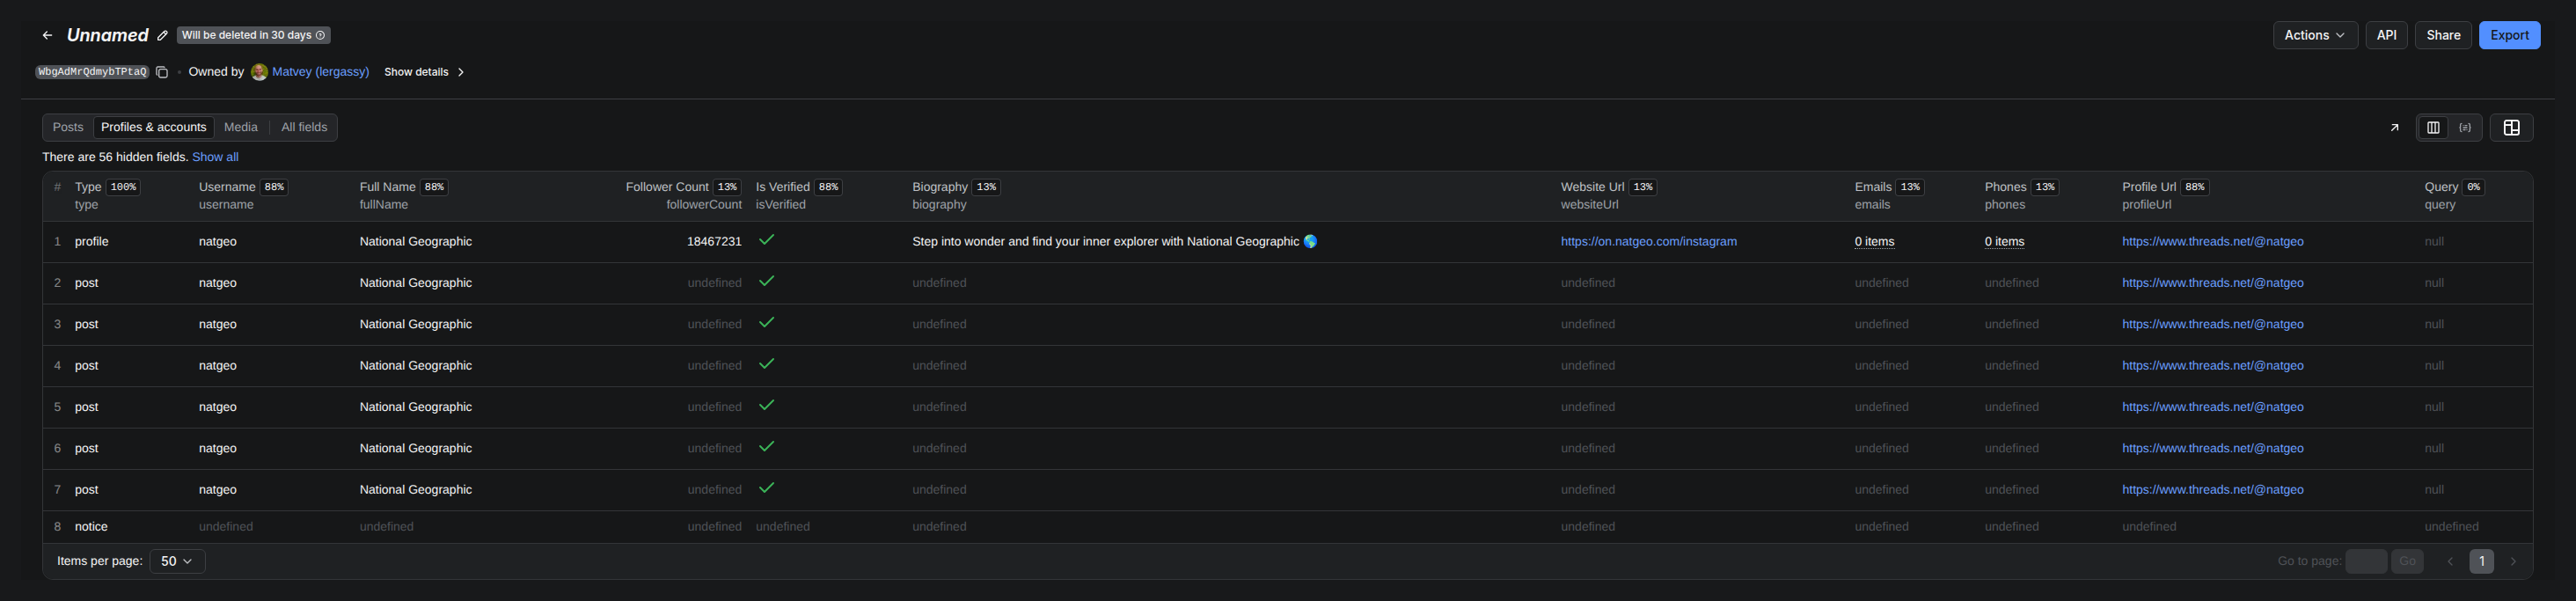 Unnamed Will be deleted in 30 days Actions API Share Export
WbgAdMrQdmybTPtaQ Owned by Matvey (lergassy) Show details
Posts Profiles & accounts Media All fields
There are 56 hidden fields. Show all
# Type 100% Username 88% Full Name 88% Follower Count 13% Is Verified 88% Biography 13% Website Url 13% Emails 13% Phones 13% Profile Url 88% Query 0%
type username fullName followerCount isVerified biography websiteUrl emails phones profileUrl query
1 profile natgeo National Geographic 18467231 Step into wonder and find your inner explorer with National Geographic 🌎 https://on.natgeo.com/instagram 0 items 0 items https://www.threads.net/@natgeo null
2 post natgeo National Geographic undefined undefined undefined undefined undefined https://www.threads.net/@natgeo null
3 post natgeo National Geographic undefined undefined undefined undefined undefined https://www.threads.net/@natgeo null
4 post natgeo National Geographic undefined undefined undefined undefined undefined https://www.threads.net/@natgeo null
5 post natgeo National Geographic undefined undefined undefined undefined undefined https://www.threads.net/@natgeo null
6 post natgeo National Geographic undefined undefined undefined undefined undefined https://www.threads.net/@natgeo null
7 post natgeo National Geographic undefined undefined undefined undefined undefined https://www.threads.net/@natgeo null
8 notice undefined undefined undefined undefined undefined undefined undefined undefined undefined undefined
Items per page: 50 Go to page: Go 1